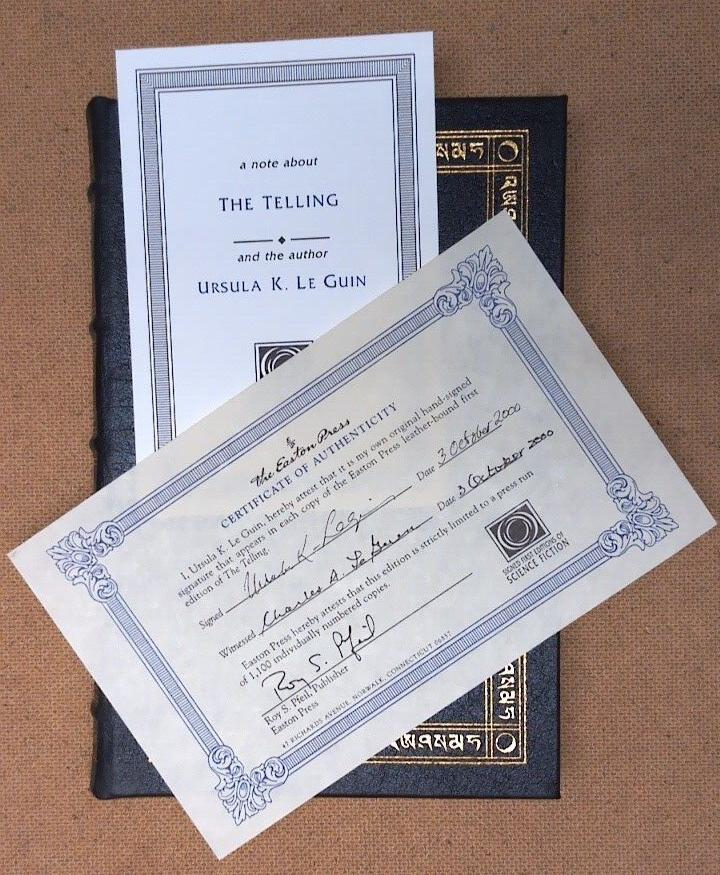 a note about
THE TELLING
and the author
URSULA K. LE GUIN
the Easton Press
CERTIFICATE OF AUTHENTICITY
I, Ursula K. Le Guin, hereby attest that it is my own original hand-signed
signature that appears in each copy of the Easton Press leather-bound first
edition of The Telling.
Signed Ursula K. Le Guin Date 3 October 2000
Witnessed Charles A. Le Guin Date 3 October 2000
Easton Press hereby attests that this edition is strictly limited to a press run
of 1,100 individually numbered copies.
Roy S. Pfeil
Roy S. Pfeil, Publisher
Easton Press
SIGNED FIRST EDITIONS OF
SCIENCE FICTION
47 RICHARDS AVENUE, NORWALK, CONNECTICUT 06857